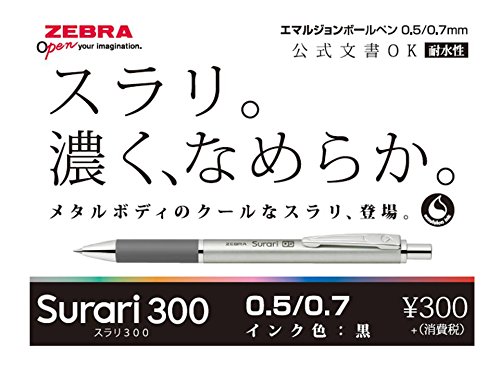 ZEBRA
Open your imagination.
エマルジョンボールペン 0.5/0.7mm
公式文書OK 耐水性
スラリ。
濃く、なめらか。
メタルボディのクールなスラリ、登場。
ZEBRA Surari 0.5
Surari 300
スラリ300
0.5/0.7
インク色:黒
¥300
+(消費税)